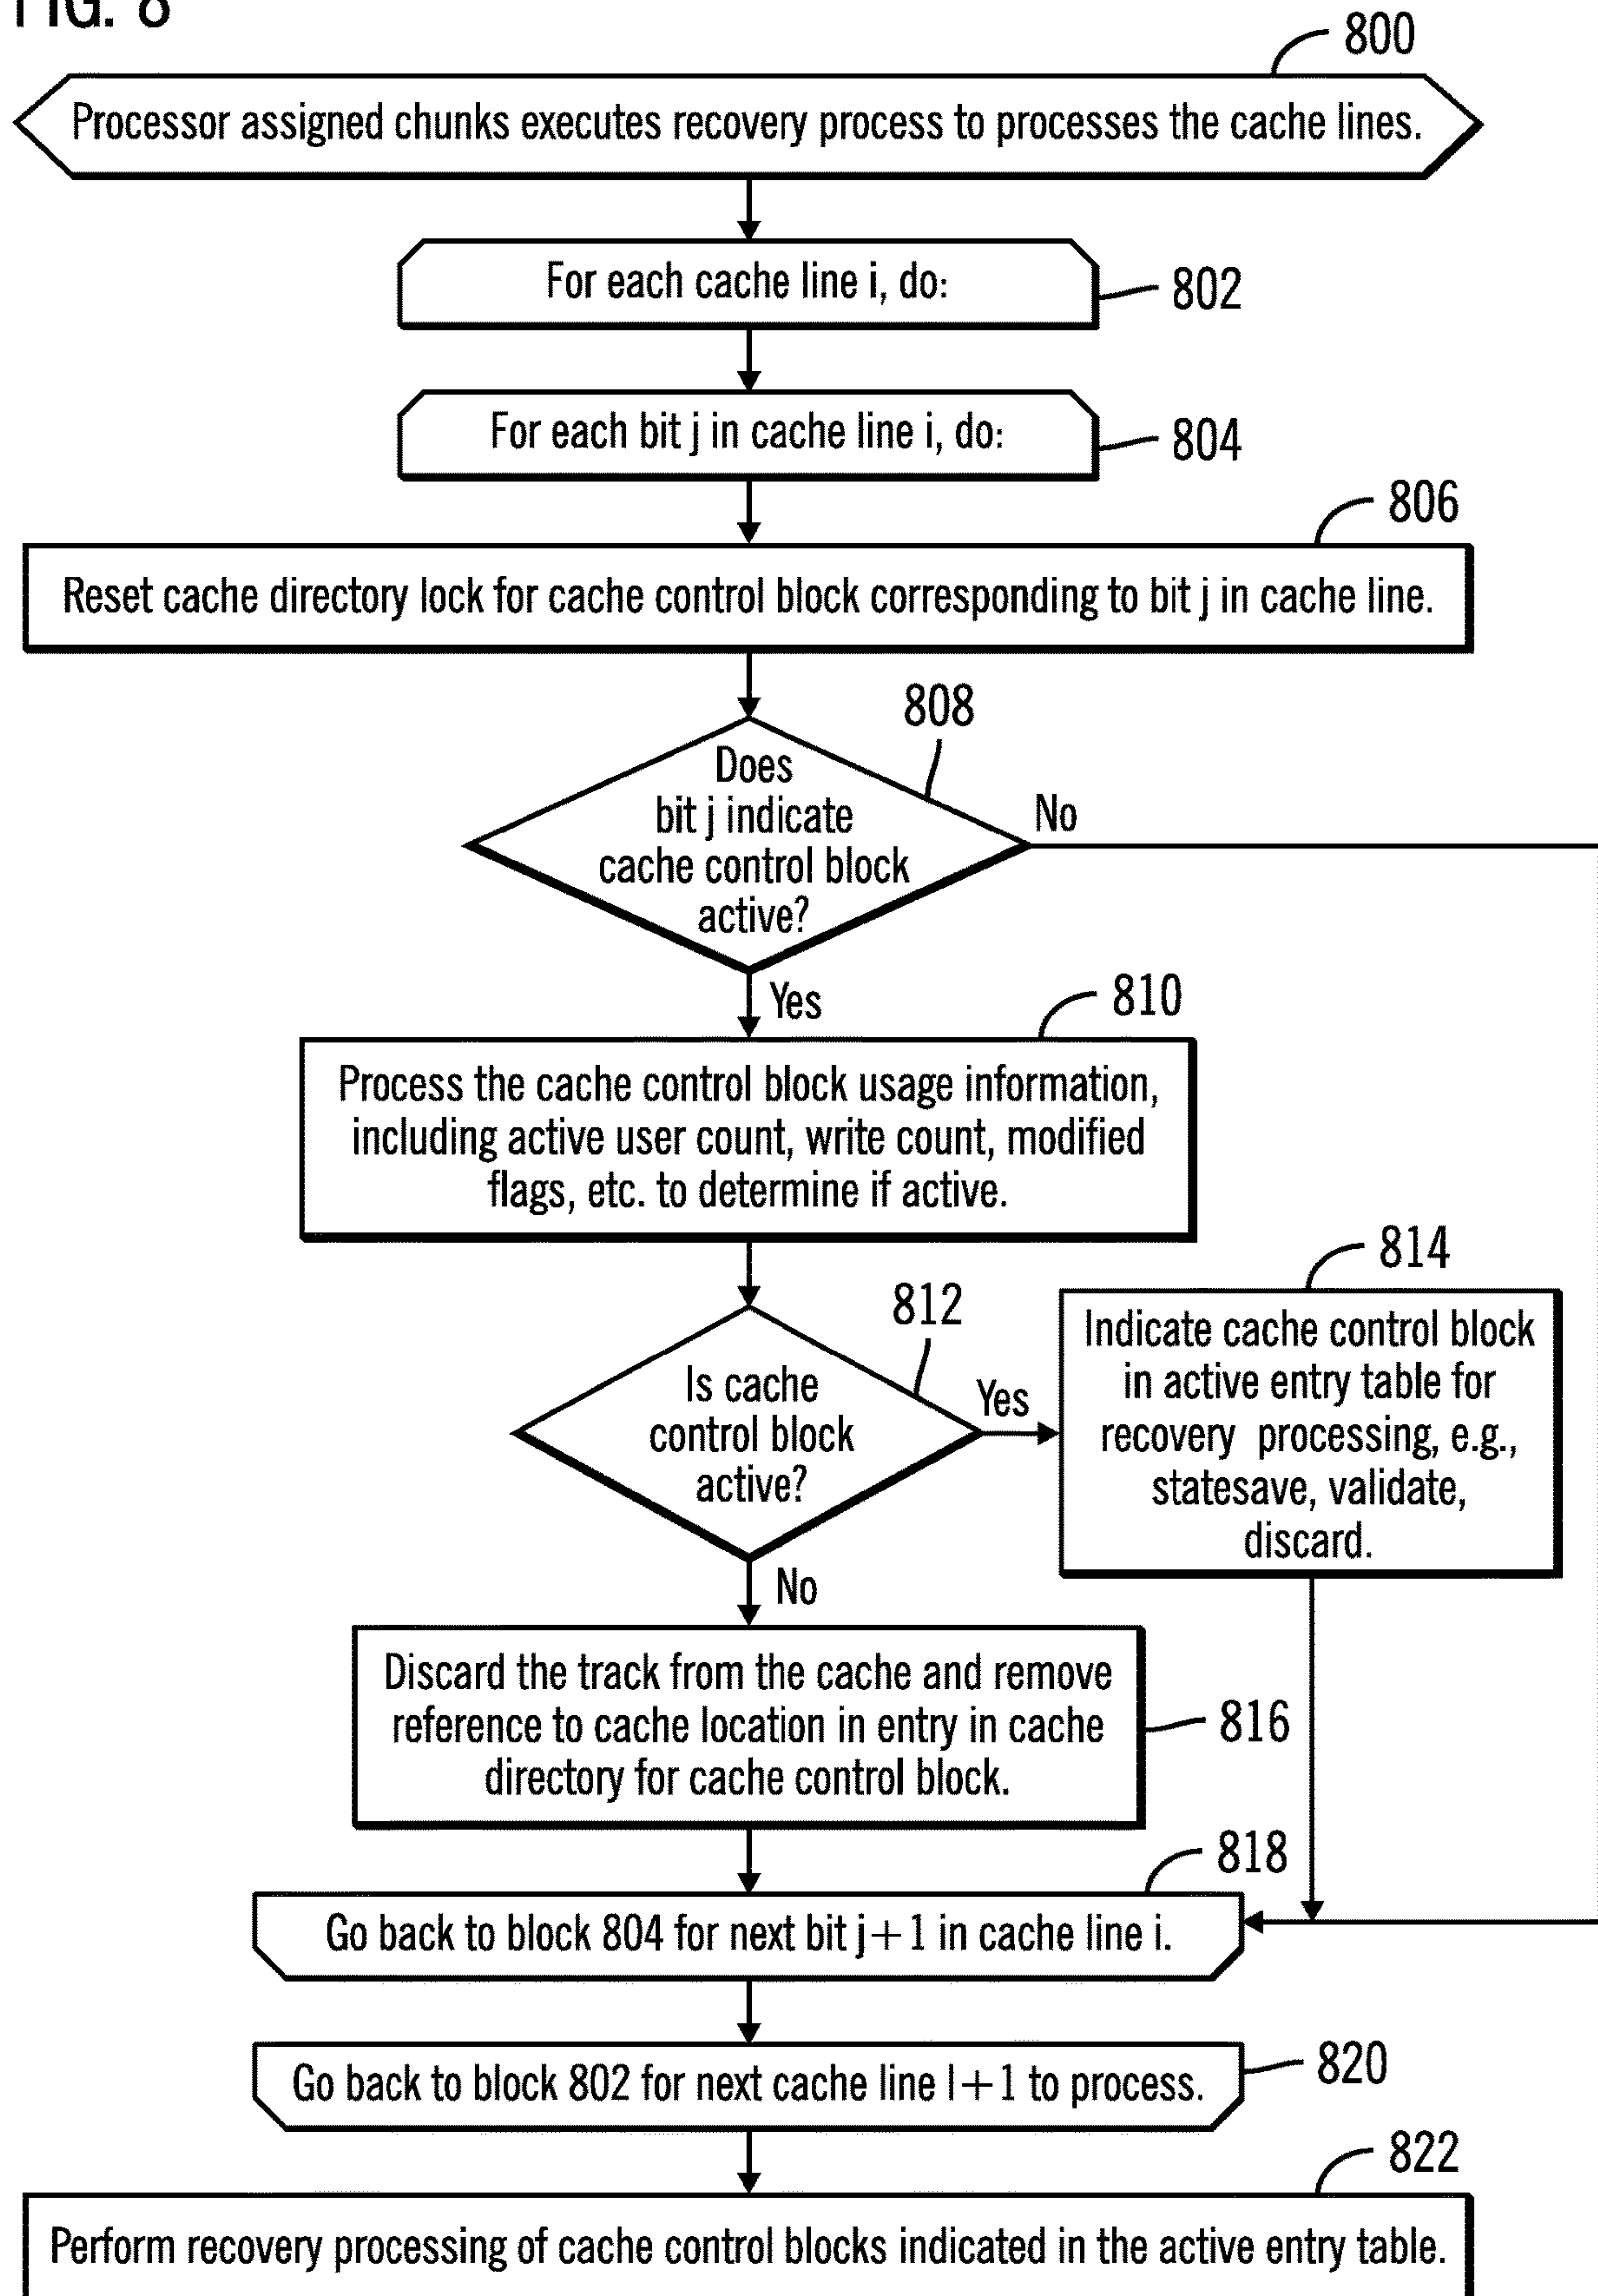 FIG. 8
800
Processor assigned chunks executes recovery process to processes the cache lines.
For each cache line i, do:
802
For each bit j in cache line i, do:
804
806
Reset cache directory lock for cache control block corresponding to bit j in cache line.
808
Does
bit j indicate
cache control block
active?
No
Yes
810
Process the cache control block usage information,
including active user count, write count, modified
flags, etc. to determine if active.
812
Is cache
control block
active?
Yes
814
Indicate cache control block
in active entry table for
recovery processing, e.g.,
statesave, validate,
discard.
No
Discard the track from the cache and remove
reference to cache location in entry in cache
directory for cache control block.
816
818
Go back to block 804 for next bit j+1 in cache line i.
Go back to block 802 for next cache line I+1 to process.
820
822
Perform recovery processing of cache control blocks indicated in the active entry table.